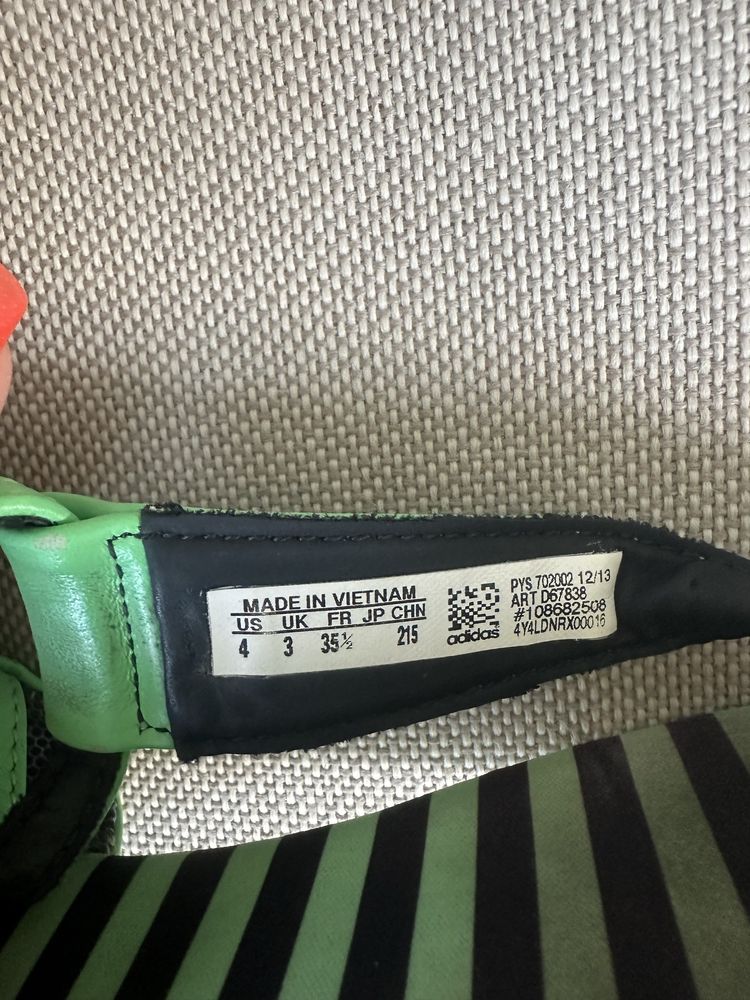 MADE IN VIETNAM
US UK FR JP CHN
4 3 35½ 215
adidas
PYS 702002 12/13
ART D67838
#108682508
4Y4LDNRX00016